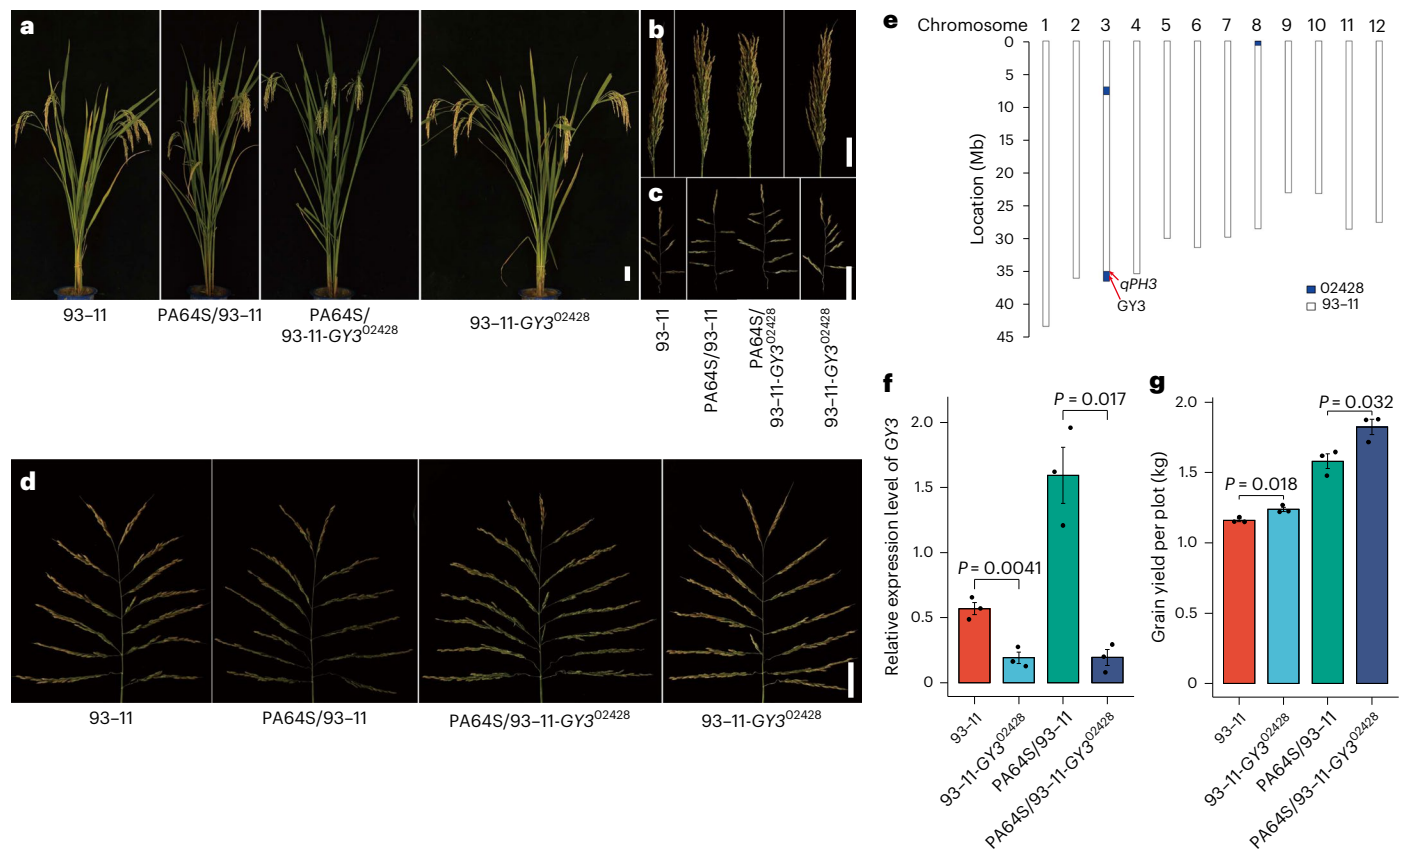 a
93–11
PA64S/93–11
PA64S/
93-11-GY3⁰²⁴²⁸
93–11-GY3⁰²⁴²⁸
b
c
93–11
PA64S/93–11
PA64S/
93–11-GY3⁰²⁴²⁸
93–11-GY3⁰²⁴²⁸
d
93–11
PA64S/93–11
PA64S/93–11-GY3⁰²⁴²⁸
93–11-GY3⁰²⁴²⁸
e
Chromosome 1 2 3 4 5 6 7 8 9 10 11 12
Location (Mb)
0
5
10
15
20
25
30
35
40
45
qPH3
GY3
02428
93–11
f
Relative expression level of GY3
2.0
1.5
1.0
0.5
0
P = 0.0041
P = 0.017
93–11
93–11-GY3⁰²⁴²⁸
PA64S/93–11
PA64S/93–11-GY3⁰²⁴²⁸
g
Grain yield per plot (kg)
2.0
1.5
1.0
0.5
0
P = 0.018
P = 0.032
93–11
93–11-GY3⁰²⁴²⁸
PA64S/93–11
PA64S/93–11-GY3⁰²⁴²⁸